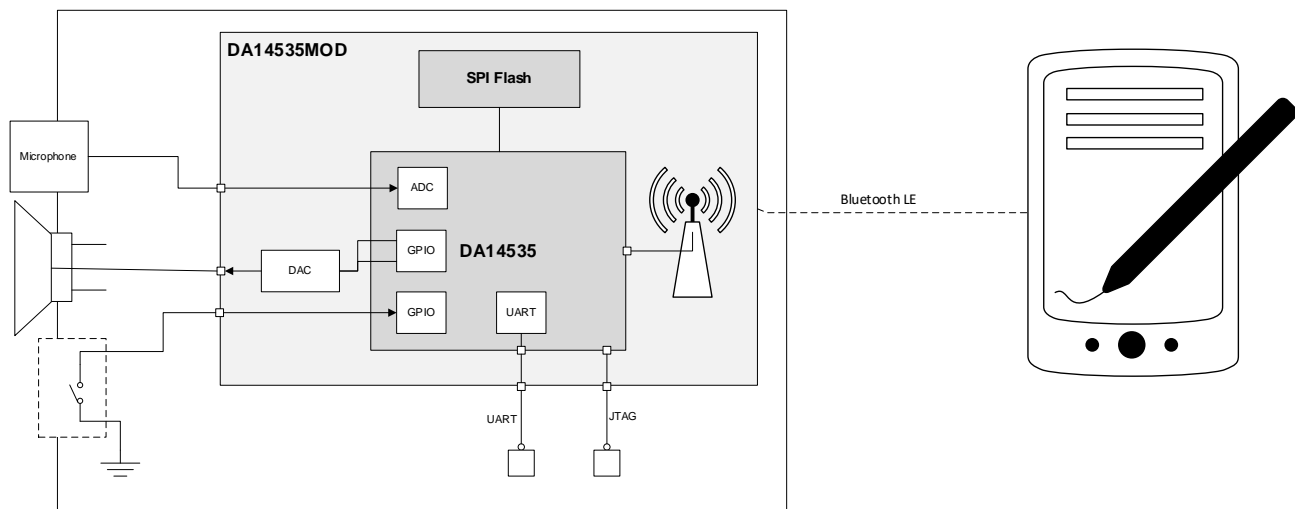 DA14535MOD
SPI Flash
Microphone
ADC
Bluetooth LE
GPIO
DA14535
DAC
GPIO
UART
UART
JTAG